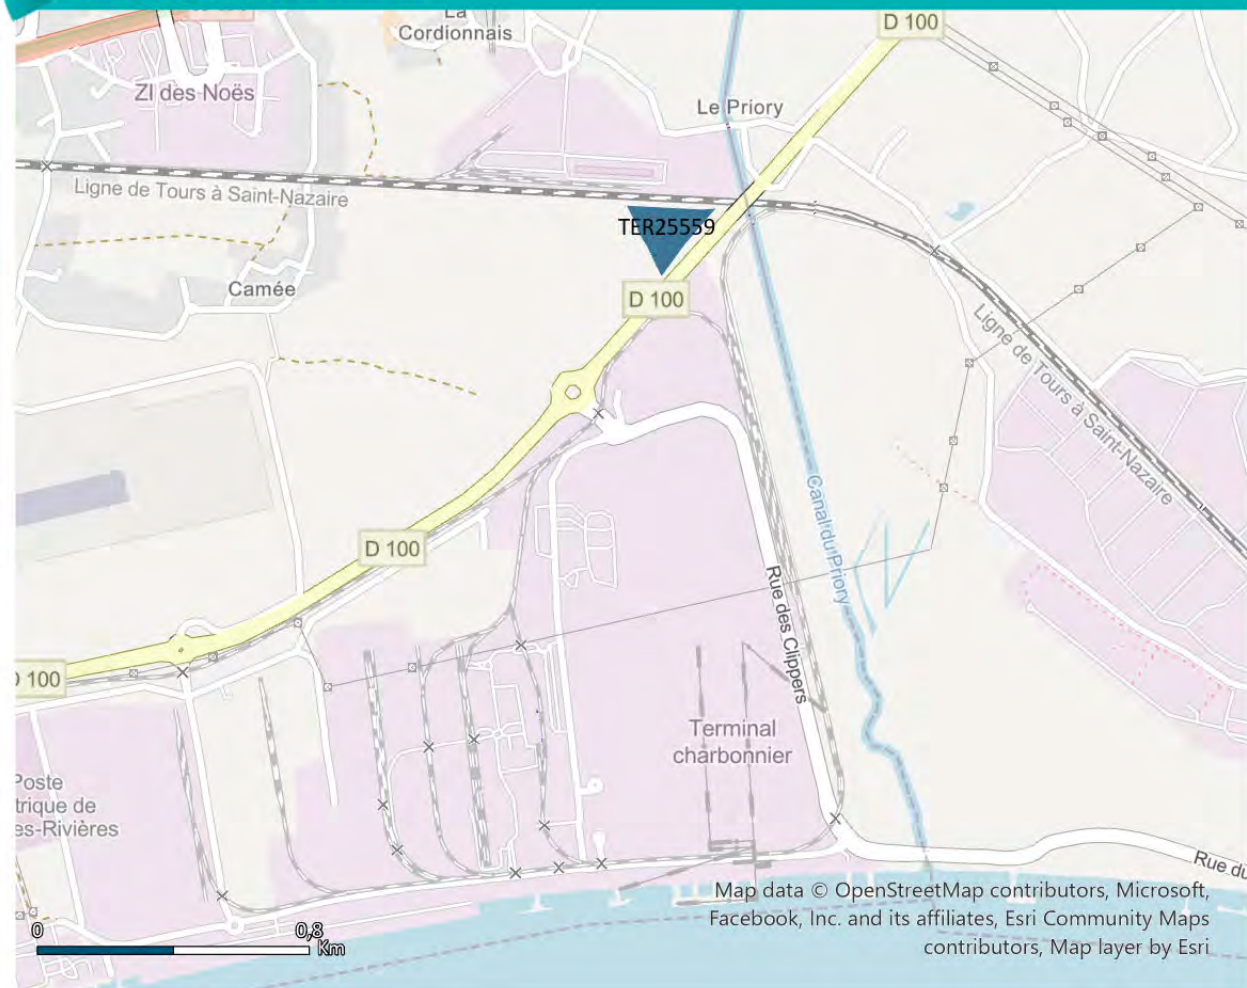 La
Cordionnais
D 100
ZI des Noës
Le Priory
Ligne de Tours à Saint-Nazaire
TER25559
Camée
D 100
Ligne de Tours à Saint-Nazaire
Canal du Priory
D 100
Rue des Clippers
D 100
Terminal
charbonnier
Poste
trique de
es-Rivières
Rue du
Map data © OpenStreetMap contributors, Microsoft,
Facebook, Inc. and its affiliates, Esri Community Maps
contributors, Map layer by Esri
0
0,8
Km